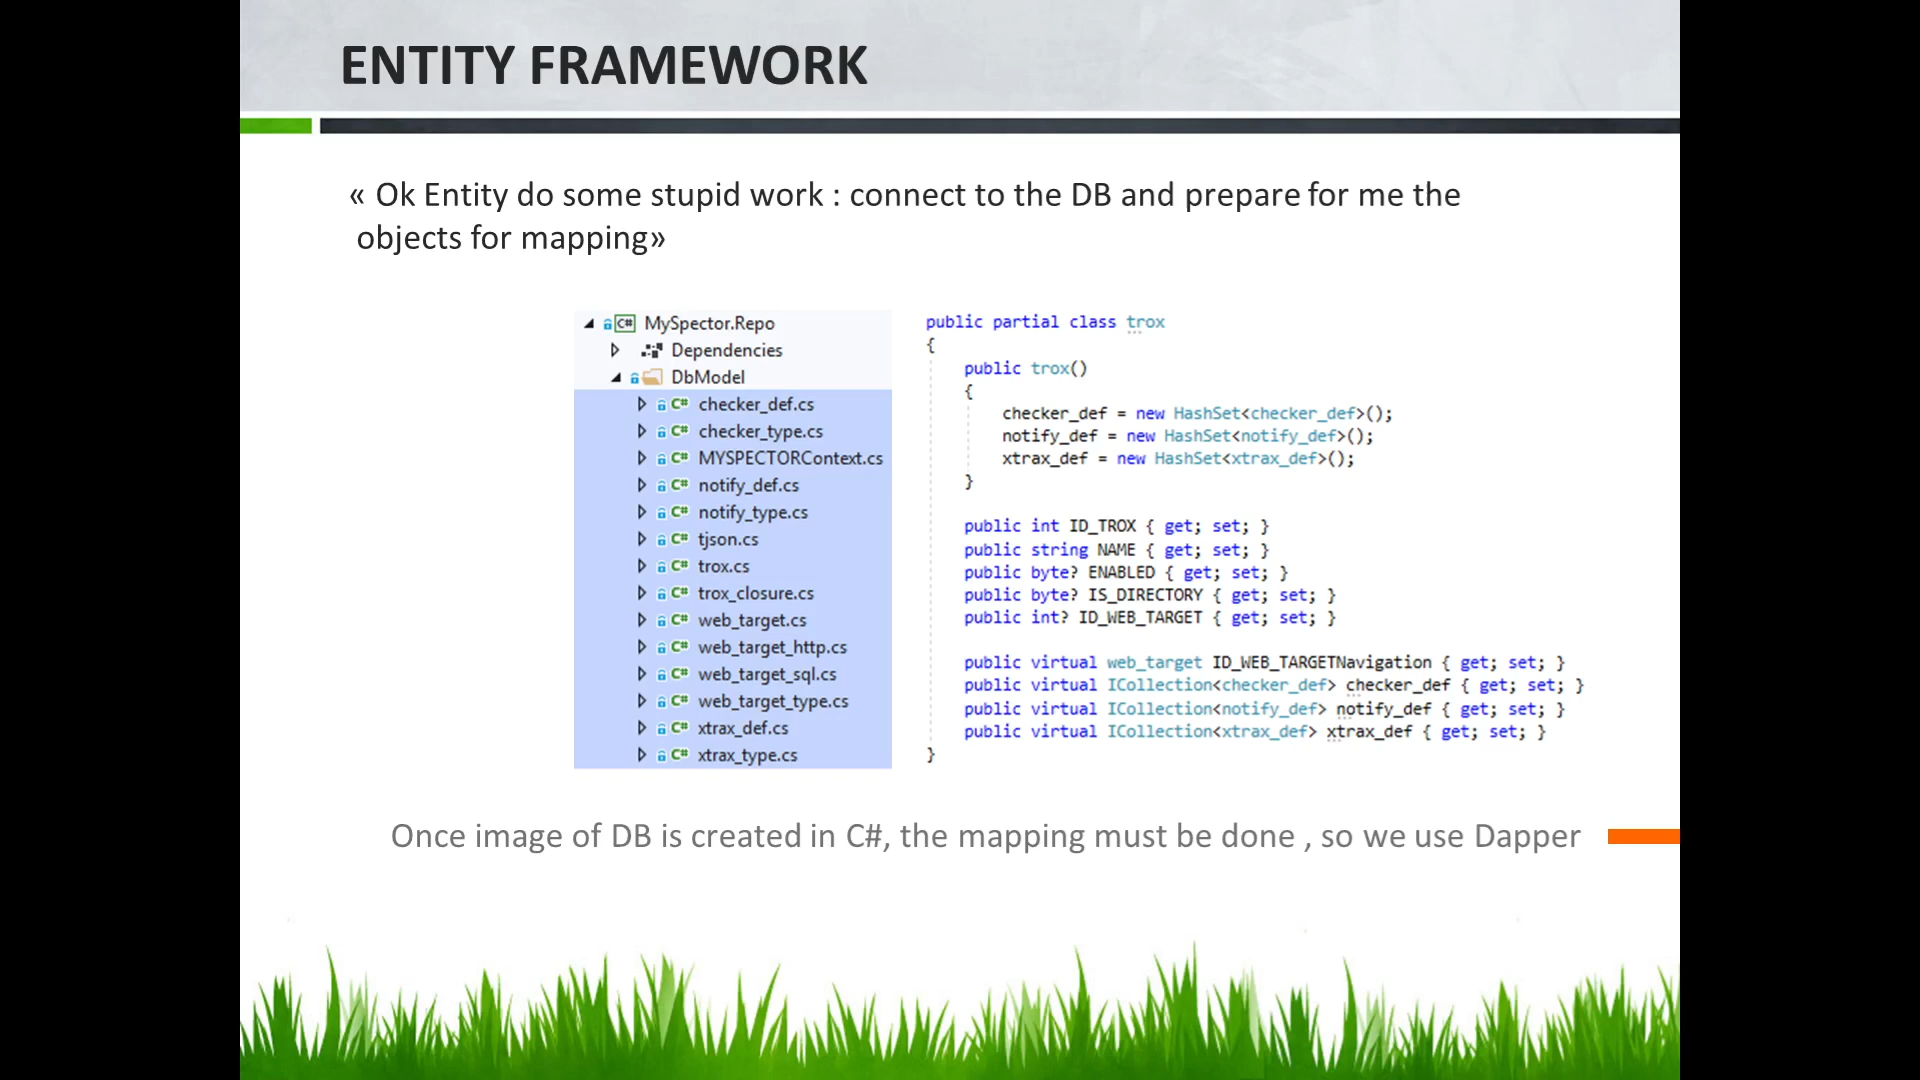 ENTITY FRAMEWORK
« Ok Entity do some stupid work : connect to the DB and prepare for me the
objects for mapping»
MySpector.Repo
Dependencies
DbModel
checker_def.cs
checker_type.cs
MYSPECTORContext.cs
notify_def.cs
notify_type.cs
tjson.cs
trox.cs
trox_closure.cs
web_target.cs
web_target_http.cs
web_target_sql.cs
web_target_type.cs
xtrax_def.cs
xtrax_type.cs
public partial class trox
{
public trox()
{
checker_def = new HashSet<checker_def>();
notify_def = new HashSet<notify_def>();
xtrax_def = new HashSet<xtrax_def>();
}
public int ID_TROX { get; set; }
public string NAME { get; set; }
public byte? ENABLED { get; set; }
public byte? IS_DIRECTORY { get; set; }
public int? ID_WEB_TARGET { get; set; }
public virtual web_target ID_WEB_TARGETNavigation { get; set; }
public virtual ICollection<checker_def> checker_def { get; set; }
public virtual ICollection<notify_def> notify_def { get; set; }
public virtual ICollection<xtrax_def> xtrax_def { get; set; }
}
Once image of DB is created in C#, the mapping must be done , so we use Dapper